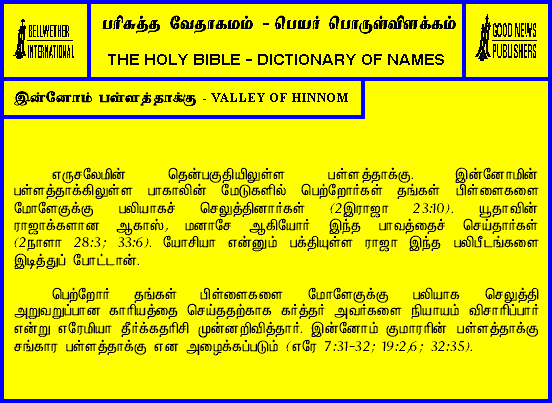 BELLWETHER
INTERNATIONAL
பரிசுத்த வேதாகமம் - பெயர் பொருள்விளக்கம்
THE HOLY BIBLE - DICTIONARY OF NAMES
GOOD NEWS
PUBLISHERS
இன்னோம் பள்ளத்தாக்கு - VALLEY OF HINNOM
எருசலேமின் தென்பகுதியிலுள்ள பள்ளத்தாக்கு. இன்னோமின்
பள்ளத்தாக்கிலுள்ள பாகாலின் மேடுகளில் பெற்றோர்கள் தங்கள் பிள்ளைகளை
மோளேகுக்கு பலியாகச் செலுத்தினார்கள் (2இராஜா 23:10). யூதாவின்
ராஜாக்களான ஆகாஸ், மனாசே ஆகியோர் இந்த பாவத்தைச் செய்தார்கள்
(2நாளா 28:3; 33:6). யோசியா என்னும் பக்தியுள்ள ராஜா இந்த பலிபீடங்களை
இடித்துப் போட்டான்.
பெற்றோர் தங்கள் பிள்ளைகளை மோளேகுக்கு பலியாக செலுத்தி
அறுவறுப்பான காரியத்தை செய்ததற்காக கர்த்தர் அவர்களை நியாயம் விசாரிப்பார்
என்று எரேமியா தீர்க்கதரிசி முன்னறிவித்தார். இன்னோம் குமாரரின் பள்ளத்தாக்கு
சங்கார பள்ளத்தாக்கு என அழைக்கப்படும் (எரே 7:31-32; 19:2,6; 32:35).